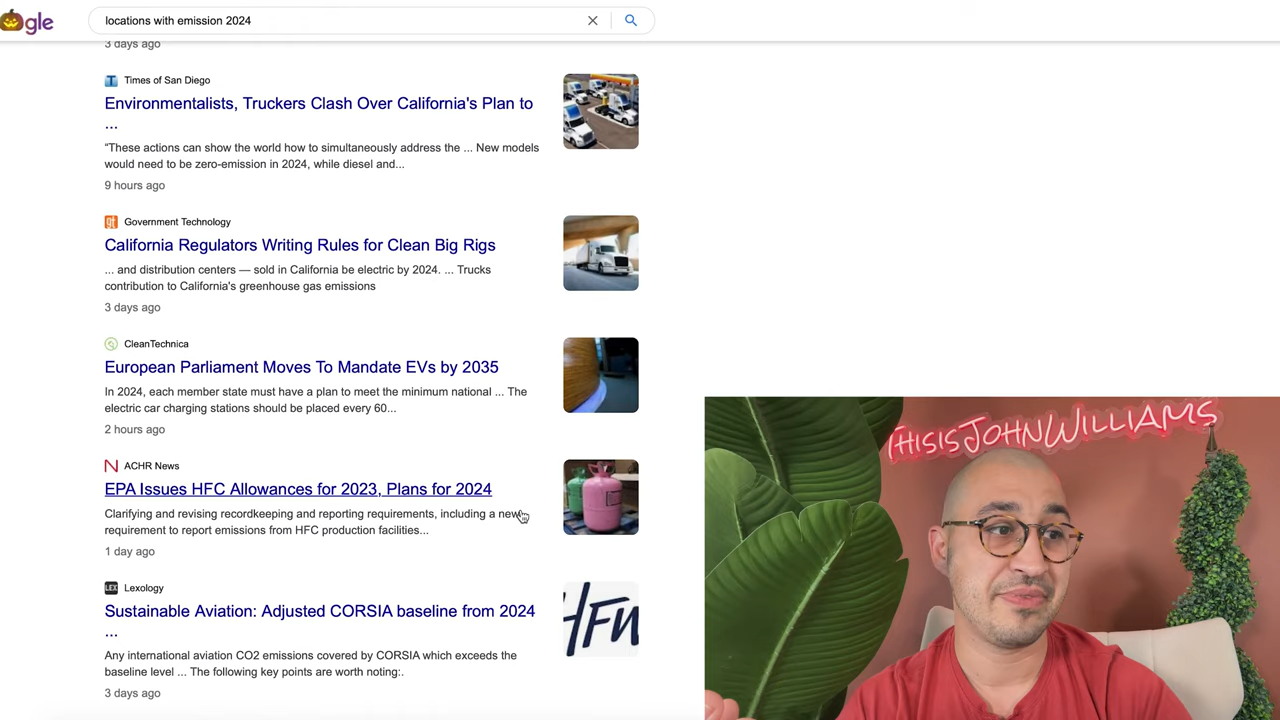 gle
locations with emission 2024
3 days ago
Times of San Diego
Environmentalists, Truckers Clash Over California's Plan to
...
"These actions can show the world how to simultaneously address the ... New models
would need to be zero-emission in 2024, while diesel and...
9 hours ago
gt
Government Technology
California Regulators Writing Rules for Clean Big Rigs
... and distribution centers — sold in California be electric by 2024. ... Trucks
contribution to California's greenhouse gas emissions
3 days ago
CleanTechnica
European Parliament Moves To Mandate EVs by 2035
In 2024, each member state must have a plan to meet the minimum national ... The
electric car charging stations should be placed every 60...
2 hours ago
N
ACHR News
EPA Issues HFC Allowances for 2023, Plans for 2024
Clarifying and revising recordkeeping and reporting requirements, including a new
requirement to report emissions from HFC production facilities...
1 day ago
LEX
Lexology
Sustainable Aviation: Adjusted CORSIA baseline from 2024
...
Any international aviation CO2 emissions covered by CORSIA which exceeds the
baseline level ... The following key points are worth noting:.
3 days ago
HFW
THISISJOHNWILLIAMS